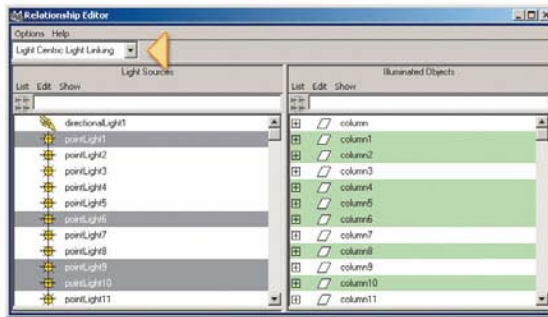 Relationship Editor
Options Help
Light Centric Light Linking
Light Sources
List Edit Show
directionalLight1
pointLight1
pointLight2
pointLight3
pointLight4
pointLight5
pointLight6
pointLight7
pointLight8
pointLight9
pointLight10
pointLight11
Illuminated Objects
List Edit Show
column
column1
column2
column3
column4
column5
column6
column7
column8
column9
column10
column11